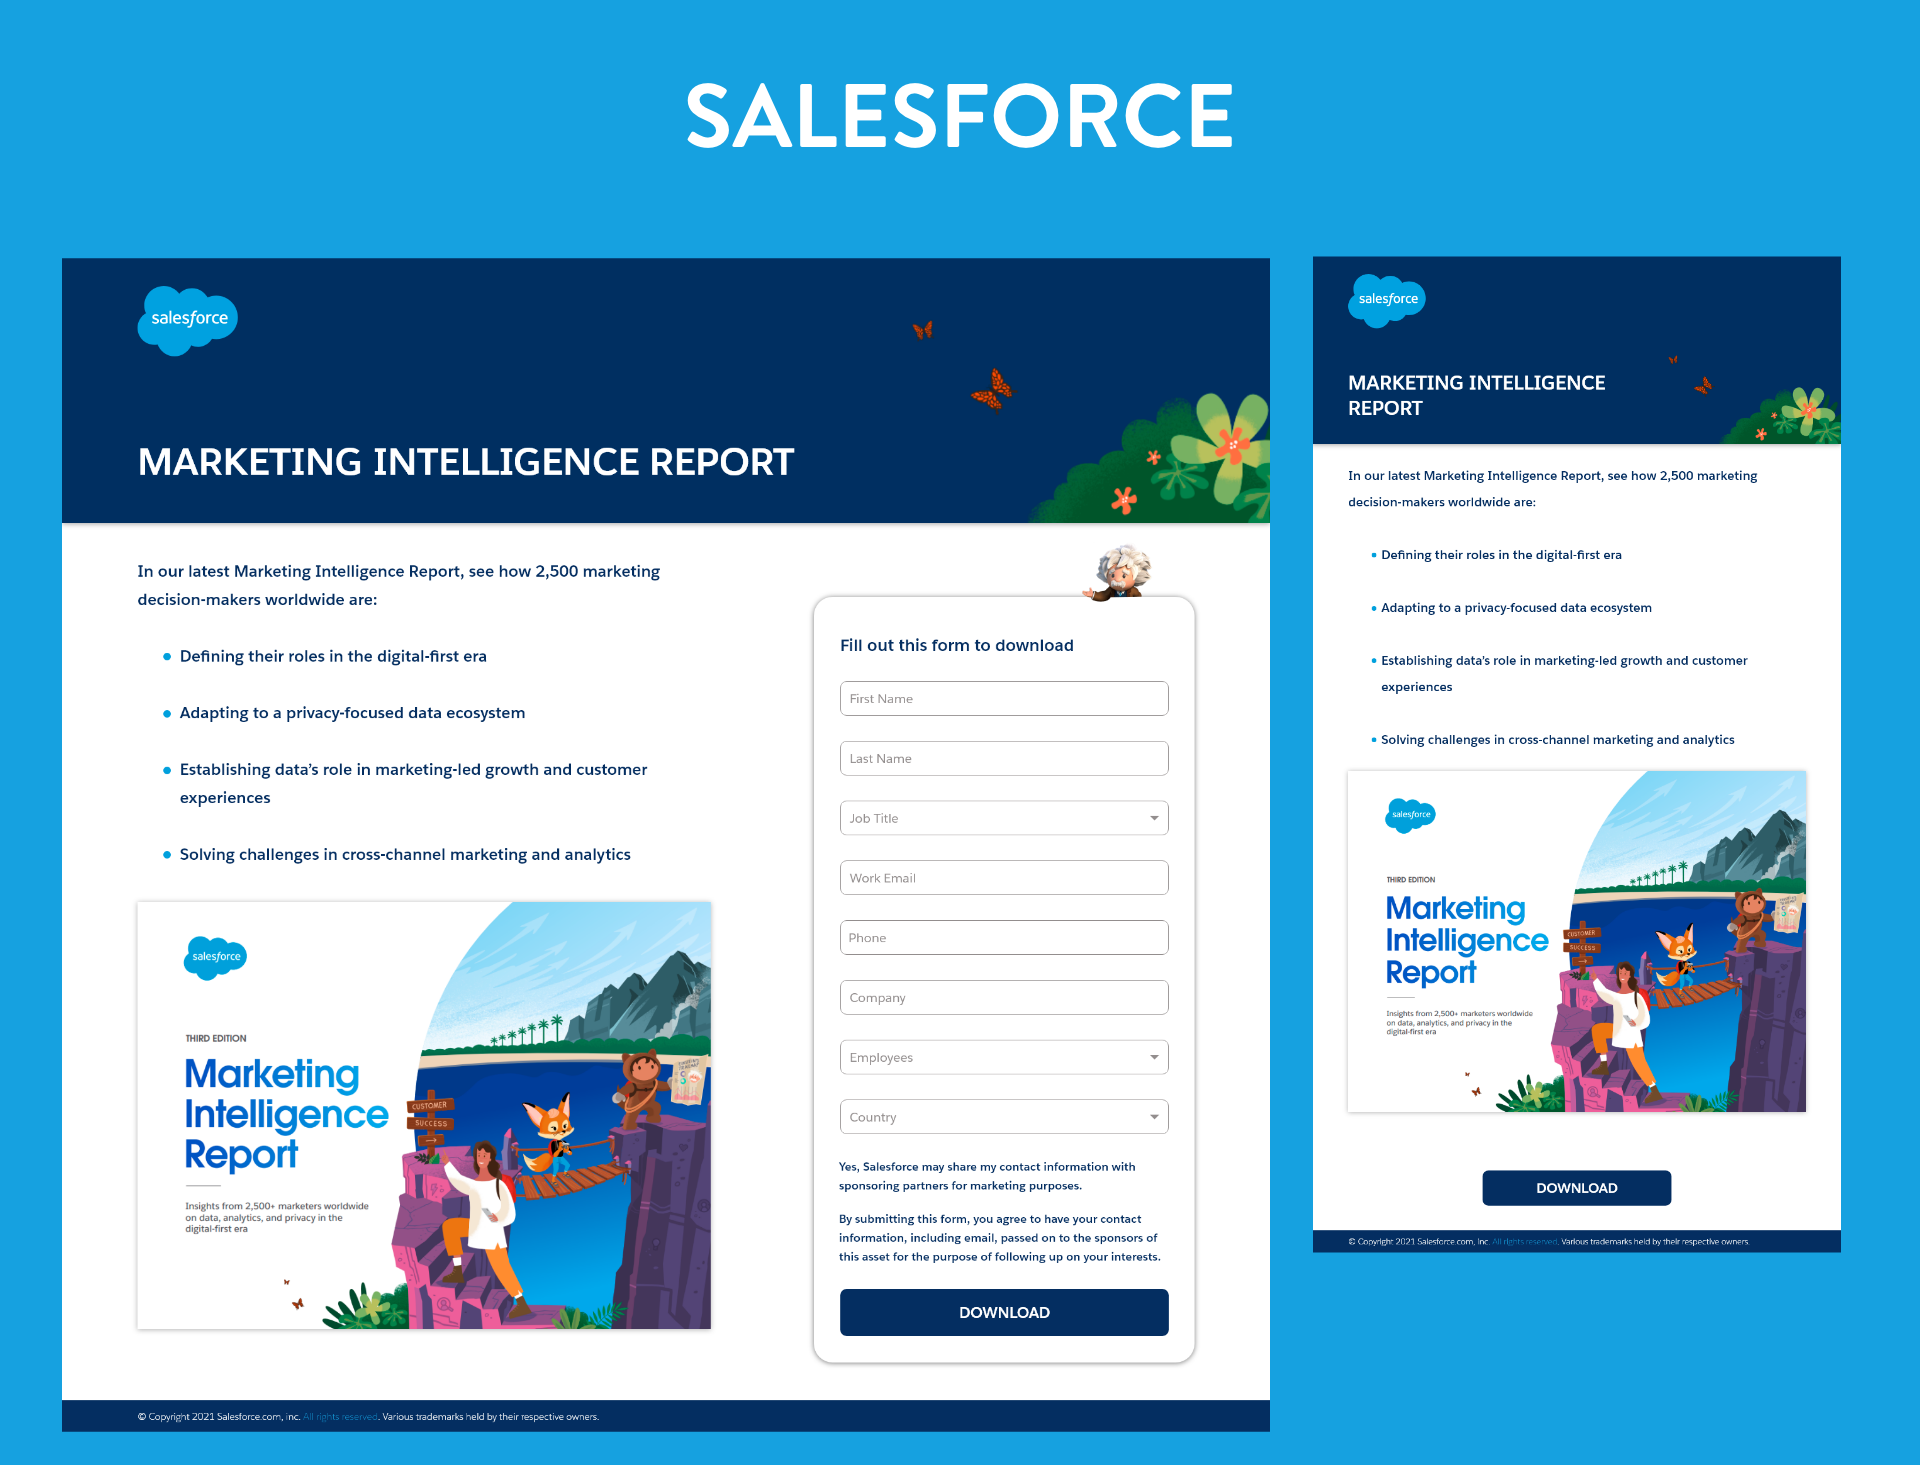 SALESFORCE
salesforce
MARKETING INTELLIGENCE REPORT
In our latest Marketing Intelligence Report, see how 2,500 marketing
decision-makers worldwide are:
Defining their roles in the digital-first era
Adapting to a privacy-focused data ecosystem
Establishing data's role in marketing-led growth and customer
experiences
Solving challenges in cross-channel marketing and analytics
salesforce
THIRD EDITION
Marketing
Intelligence
Report
Insights from 2,500+ marketers worldwide
on data, analytics, and privacy in the
digital-first era
CUSTOMER
SUCCESS
→
Fill out this form to download
First Name
Last Name
Job Title
Work Email
Phone
Company
Employees
Country
Yes, Salesforce may share my contact information with
sponsoring partners for marketing purposes.
By submitting this form, you agree to have your contact
information, including email, passed on to the sponsors of
this asset for the purpose of following up on your interests.
DOWNLOAD
© Copyright 2021 Salesforce.com, inc. All rights reserved. Various trademarks held by their respective owners.
salesforce
MARKETING INTELLIGENCE
REPORT
In our latest Marketing Intelligence Report, see how 2,500 marketing
decision-makers worldwide are:
Defining their roles in the digital-first era
Adapting to a privacy-focused data ecosystem
Establishing data's role in marketing-led growth and customer
experiences
Solving challenges in cross-channel marketing and analytics
salesforce
THIRD EDITION
Marketing
Intelligence
Report
Insights from 2,500+ marketers worldwide
on data, analytics, and privacy in the
digital-first era
CUSTOMER
SUCCESS
→
DOWNLOAD
© Copyright 2021 Salesforce.com, inc. All rights reserved. Various trademarks held by their respective owners.